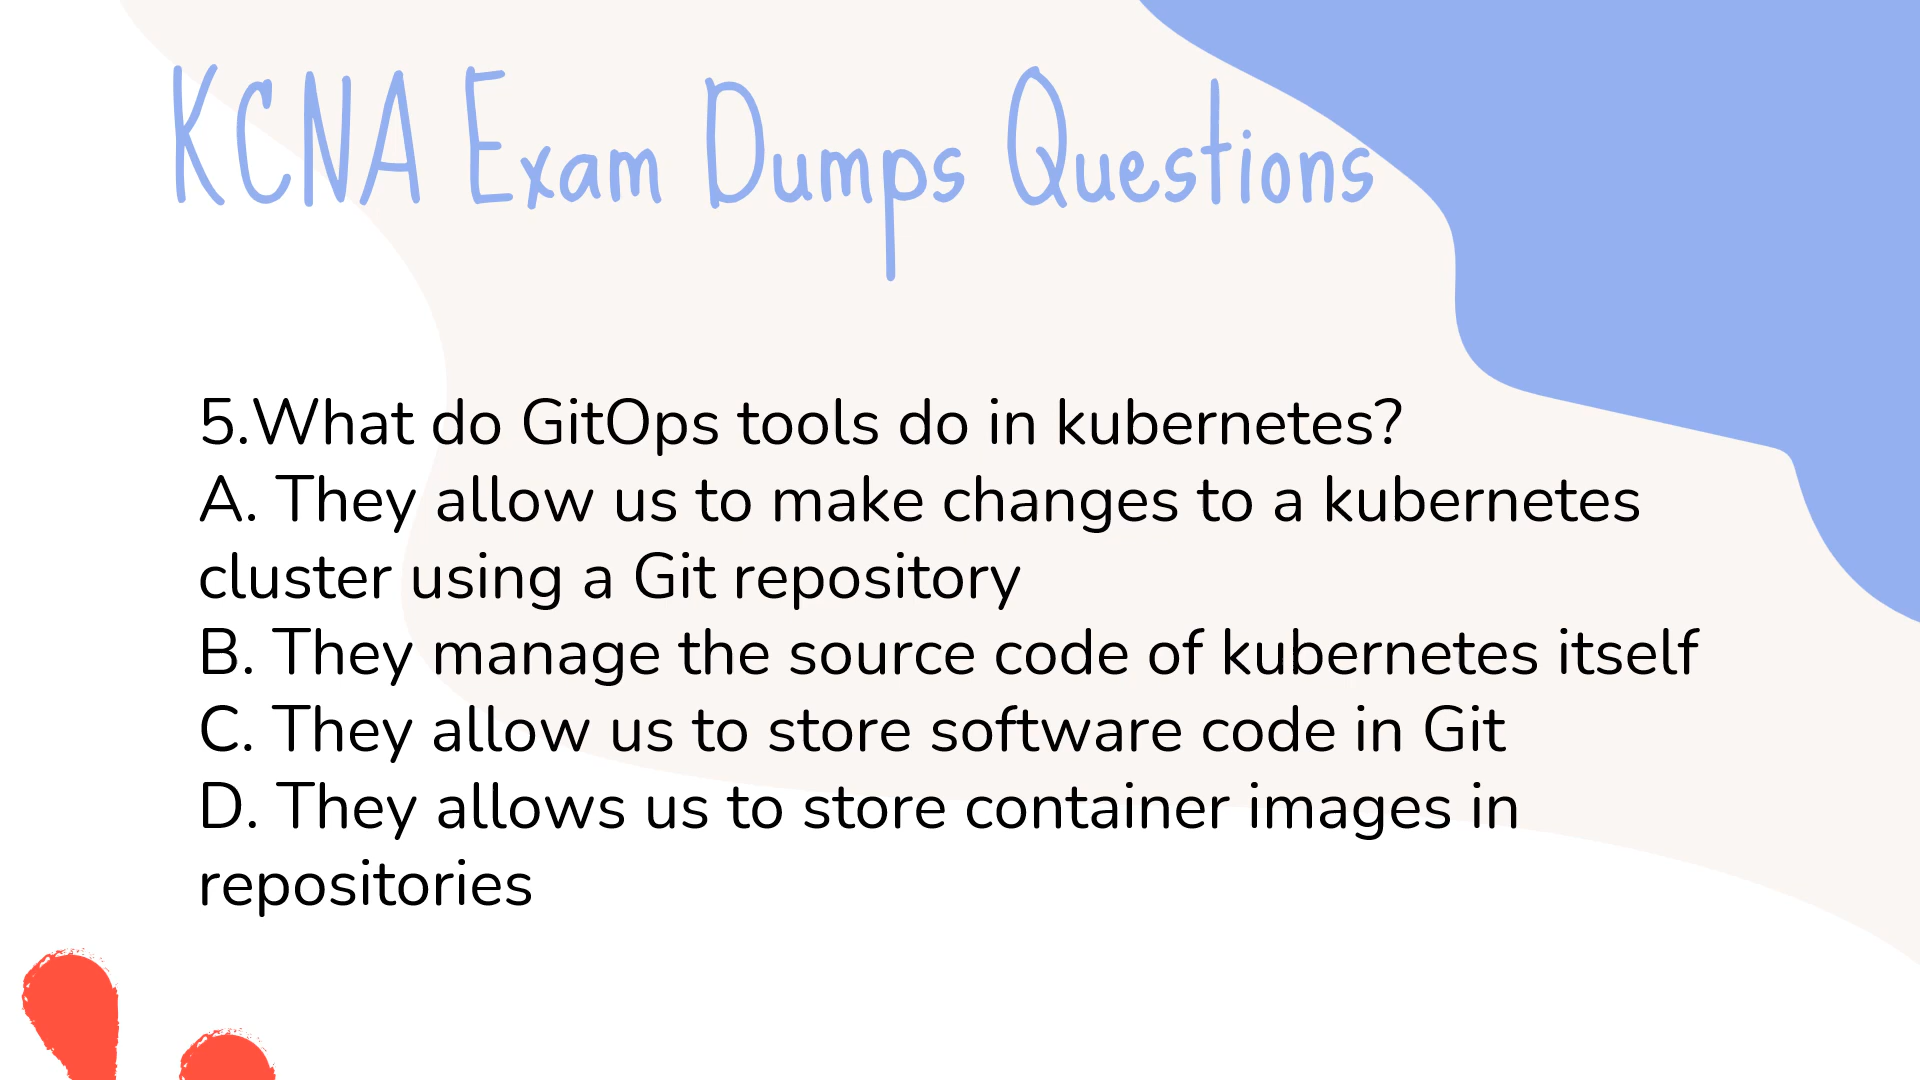 KCNA Exam Dumps Questions
5.What do GitOps tools do in kubernetes?
A. They allow us to make changes to a kubernetes
cluster using a Git repository
B. They manage the source code of kubernetes itself
C. They allow us to store software code in Git
D. They allows us to store container images in
repositories